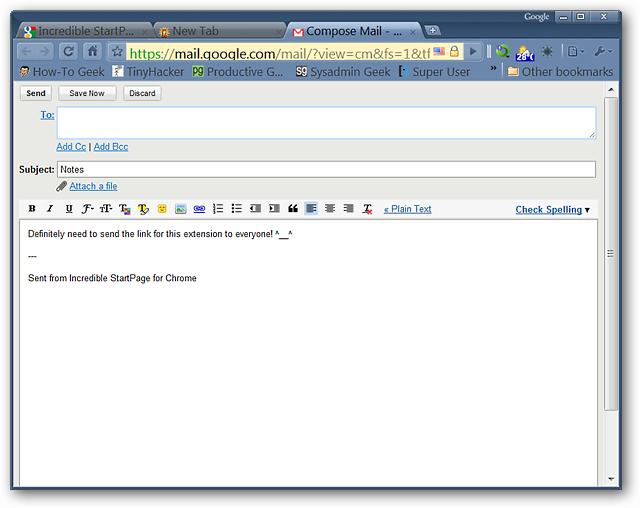 Google
Incredible StartP...
New Tab
Compose Mail - ...
https://mail.google.com/mail/?view=cm&fs=1&tf
28°
How-To Geek
TinyHacker
Productive G...
Sysadmin Geek
Super User
»
Other bookmarks
Send
Save Now
Discard
To:
Add Cc | Add Bcc
Subject: Notes
Attach a file
B I U
« Plain Text
Check Spelling ▼
Definitely need to send the link for this extension to everyone! ^__^
---
Sent from Incredible StartPage for Chrome